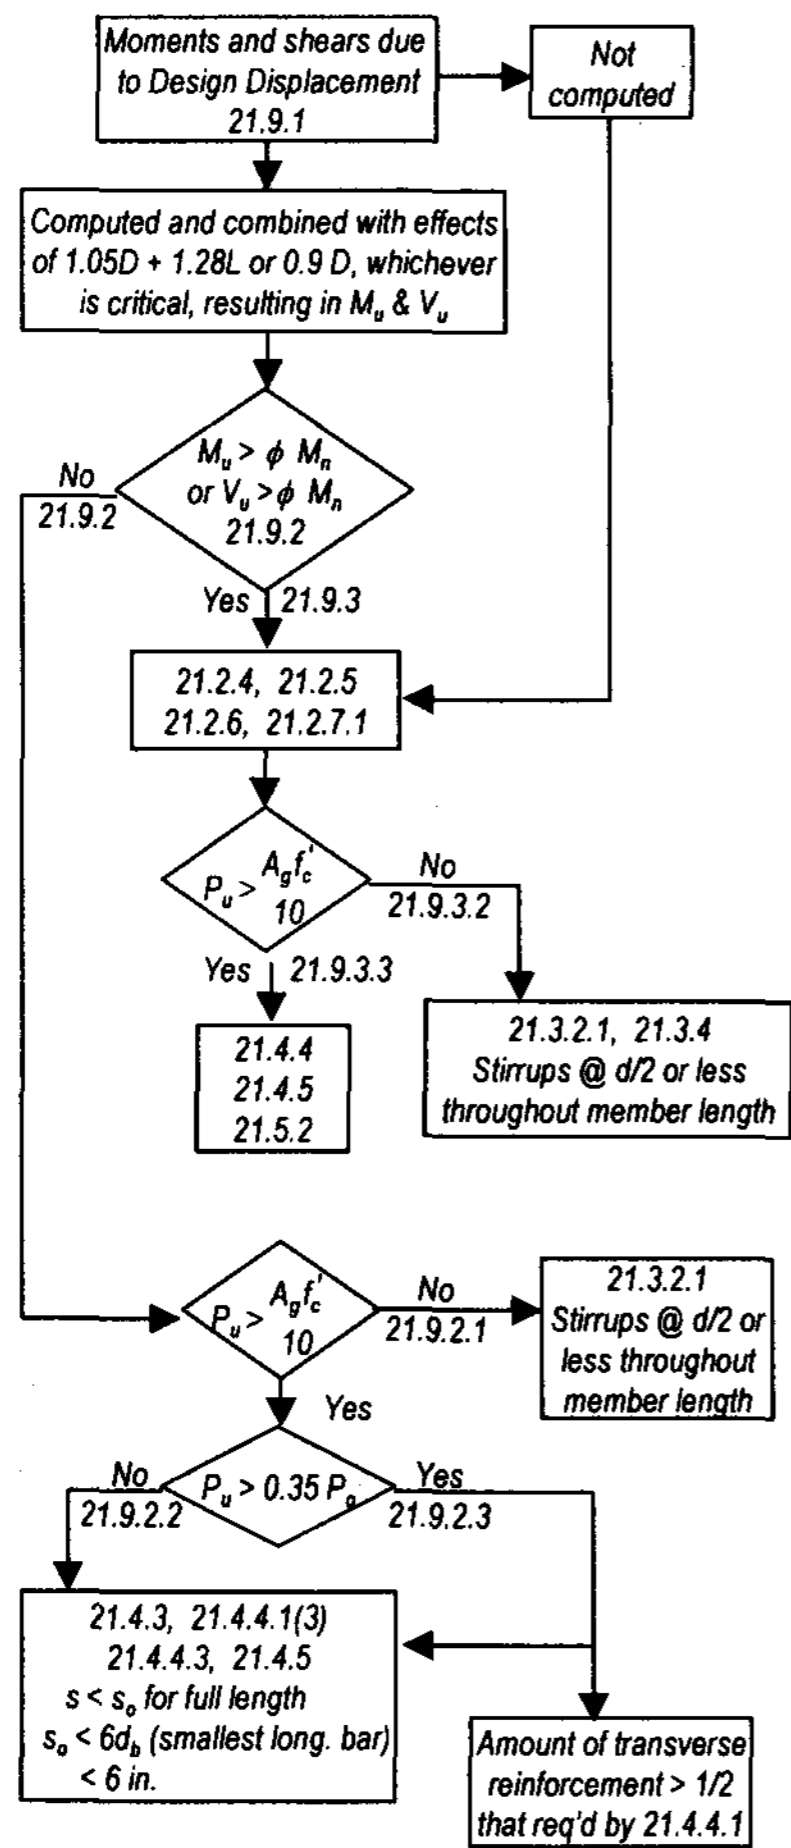 Moments and shears due
to Design Displacement
21.9.1
Not
computed
Computed and combined with effects
of 1.05D + 1.28L or 0.9 D, whichever
is critical, resulting in Mu & Vu
Mu > ϕ Mn
or Vu > ϕ Mn
21.9.2
No
21.9.2
Yes 21.9.3
21.2.4, 21.2.5
21.2.6, 21.2.7.1
Pu > Agf'c
10
No
21.9.3.2
Yes 21.9.3.3
21.4.4
21.4.5
21.5.2
21.3.2.1, 21.3.4
Stirrups @ d/2 or less
throughout member length
Pu > Agf'c
10
No
21.9.2.1
21.3.2.1
Stirrups @ d/2 or
less throughout
member length
Yes
Pu > 0.35 Po
No
21.9.2.2
Yes
21.9.2.3
21.4.3, 21.4.4.1(3)
21.4.4.3, 21.4.5
s < so for full length
so < 6db (smallest long. bar)
< 6 in.
Amount of transverse
reinforcement > 1/2
that req'd by 21.4.4.1